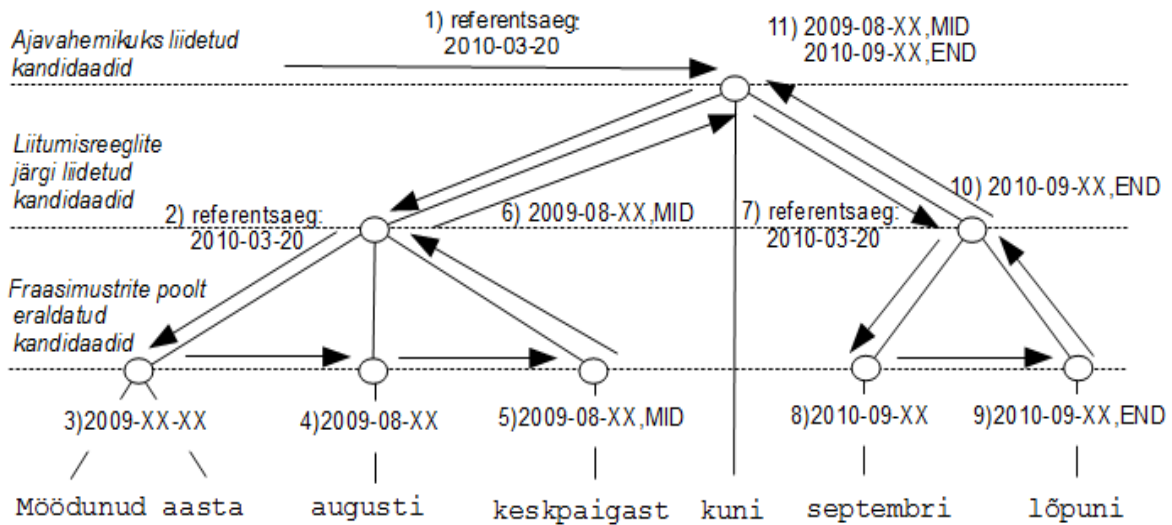 1) referentsaeg:
2010-03-20
11) 2009-08-XX,MID
2010-09-XX,END
Ajavahemikuks liidetud
kandidaadid
Liitumisreeglite
järgi liidetud
kandidaadid
10) 2010-09-XX,END
2) referentsaeg:
2010-03-20
6) 2009-08-XX,MID
7) referentsaeg:
2010-03-20
Fraasimustrite poolt
eraldatud
kandidaadid
3)2009-XX-XX
4)2009-08-XX
5)2009-08-XX,MID
8)2010-09-XX
9)2010-09-XX,END
Möödunud aasta augusti keskpaigast kuni septembri lõpuni